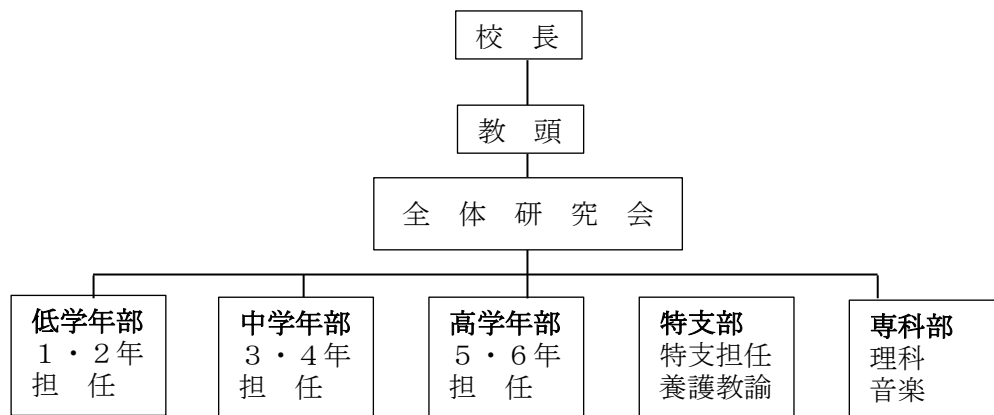 校　長
教　頭
全　体　研　究　会
低学年部
１・２年
担　任
中学年部
３・４年
担　任
高学年部
５・６年
担　任
特支部
特支担任
養護教諭
専科部
理科
音楽